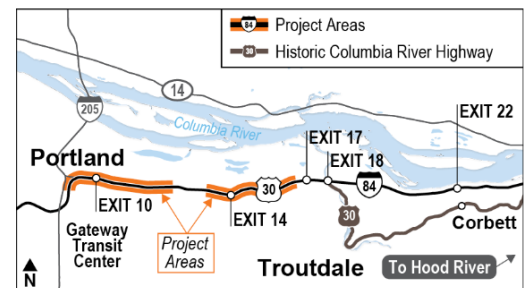 84 Project Areas
30 Historic Columbia River Highway
14
205
Columbia River
EXIT 22
EXIT 17
EXIT 18
Portland
30
84
EXIT 10
EXIT 14
Gateway
Transit
Center
Project
Areas
30
Corbett
N
Troutdale
To Hood River